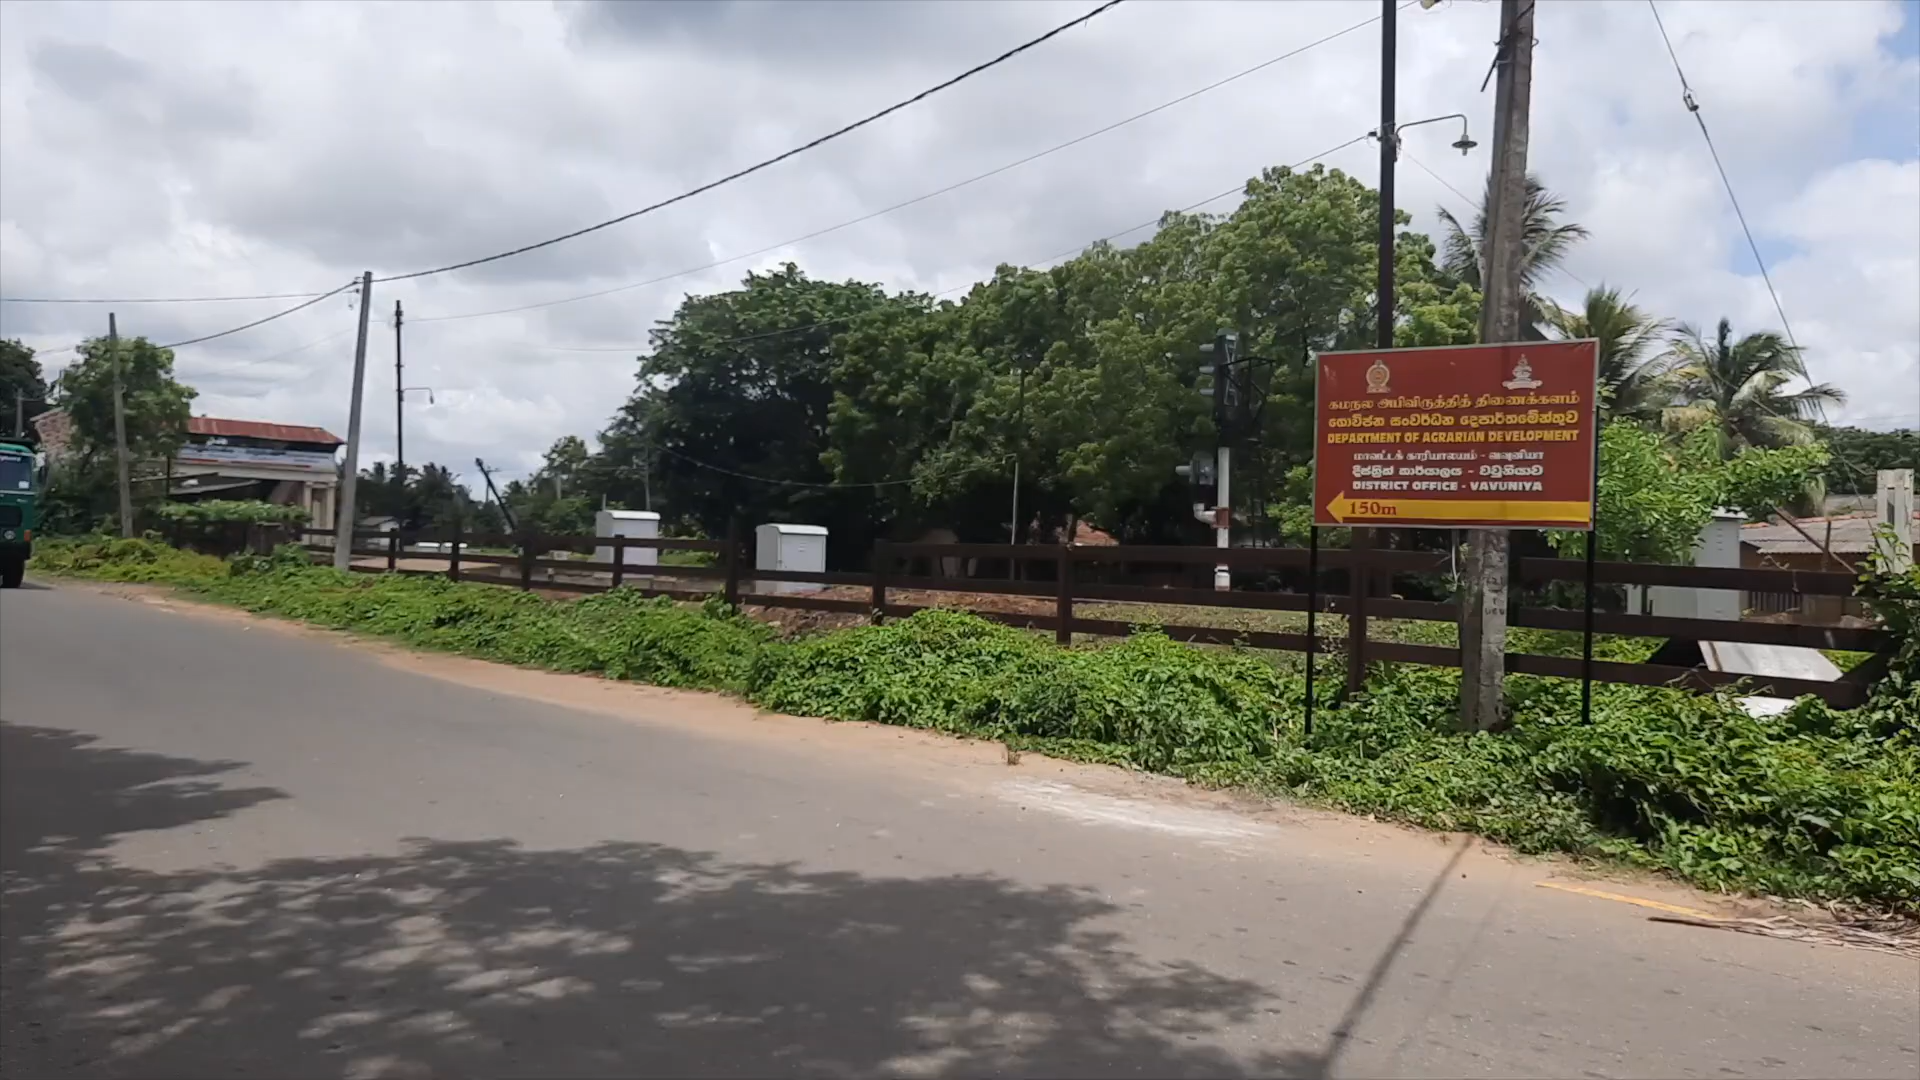 கமநல அபிவிருத்தித் திணைக்களம்
ගොවිජන සංවර්ධන දෙපාර්තමේන්තුව
DEPARTMENT OF AGRARIAN DEVELOPMENT
மாவட்டக் காரியாலயம் - வவுனியா
දිස්ත්‍රික් කාර්යාලය - වවුනියාව
DISTRICT OFFICE - VAVUNIYA
150m